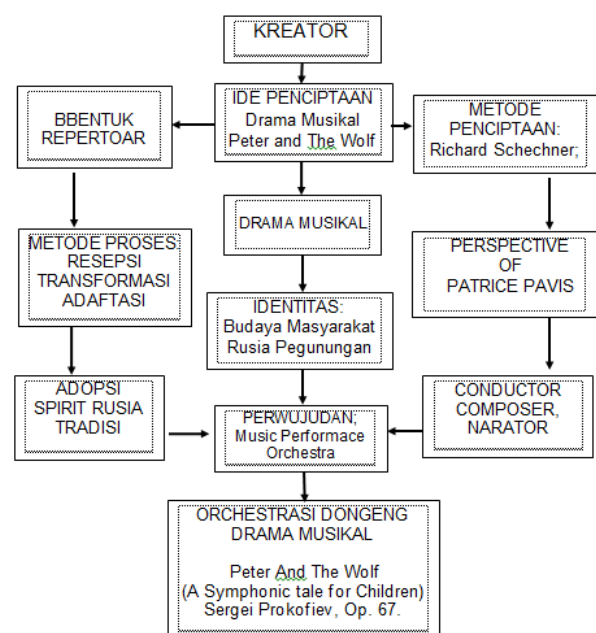 KREATOR
IDE PENCIPTAAN
Drama Musikal
Peter and The Wolf
BBENTUK
REPERTOAR
METODE
PENCIPTAAN:
Richard Schechner;
DRAMA MUSIKAL
METODE PROSES:
RESEPSI
TRANSFORMASI
ADAFTASI
PERSPECTIVE
OF
PATRICE PAVIS
IDENTITAS:
Budaya Masyarakat
Rusia Pegunungan
ADOPSI
SPIRIT RUSIA
TRADISI
PERWUJUDAN;
Music Performace
Orchestra
CONDUCTOR
COMPOSER,
NARATOR
ORCHESTRASI DONGENG
DRAMA MUSIKAL
Peter And The Wolf
(A Symphonic tale for Children)
Sergei Prokofiev, Op. 67.